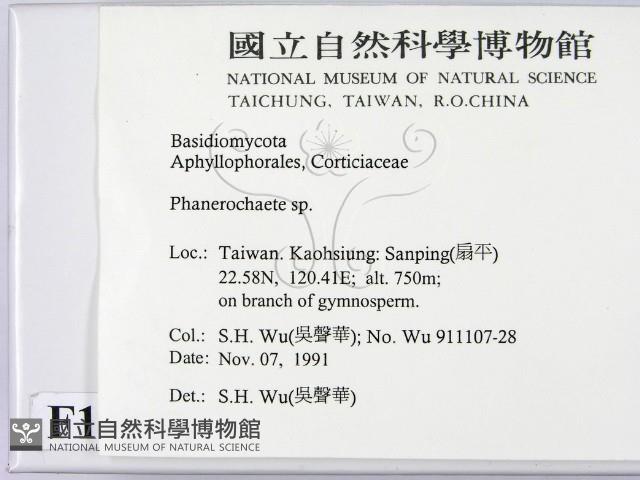 國立自然科學博物館
NATIONAL MUSEUM OF NATURAL SCIENCE
TAICHUNG, TAIWAN, R.O.CHINA
Basidiomycota
Aphyllophorales, Corticiaceae
Phanerochaete sp.
Loc.: Taiwan. Kaohsiung: Sanping(扇平)
22.58N, 120.41E; alt. 750m;
on branch of gymnosperm.
Col.: S.H. Wu(吳聲華); No. Wu 911107-28
Date: Nov. 07, 1991
Det.: S.H. Wu(吳聲華)
F1
國立自然科學博物館
NATIONAL MUSEUM OF NATURAL SCIENCE